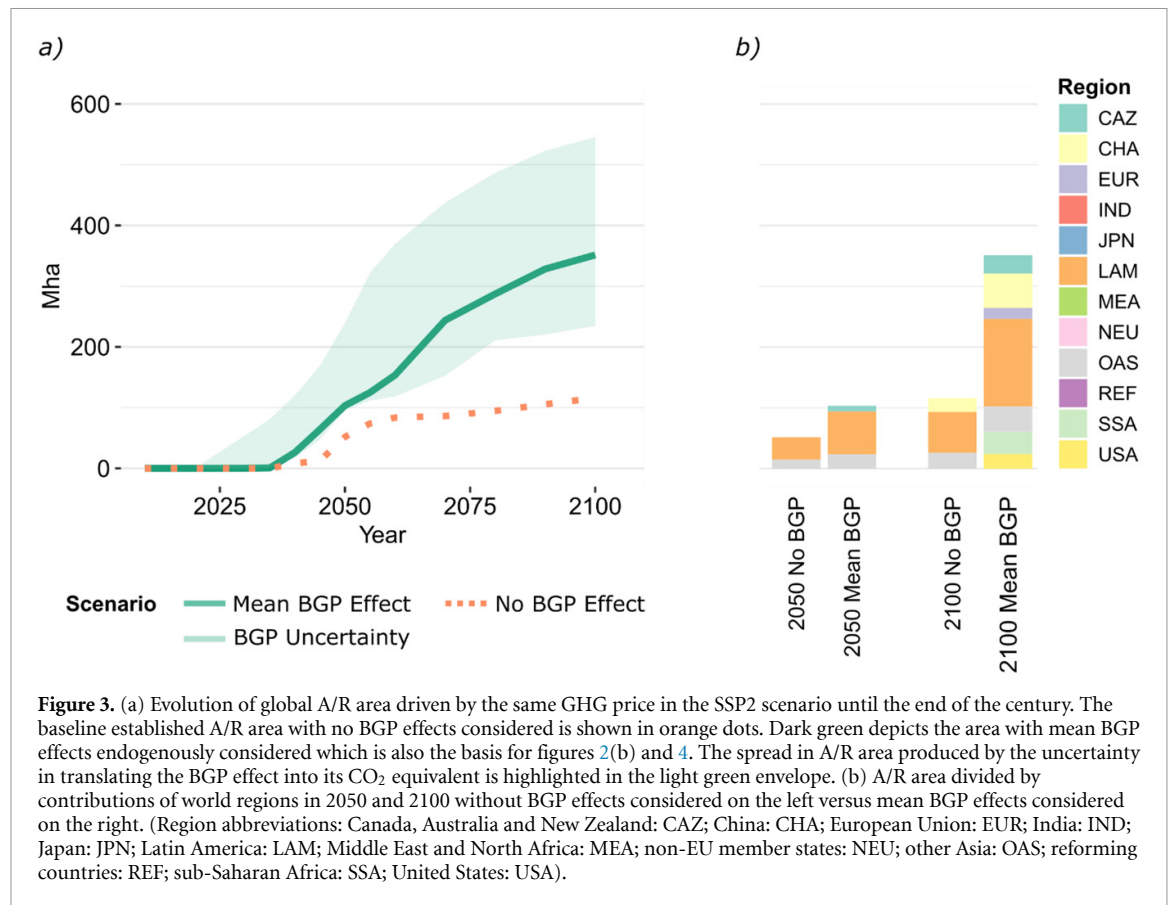 a)
b)
600
400
200
0
Mha
2025
2050
2075
2100
Year
2050 No BGP
2050 Mean BGP
2100 No BGP
2100 Mean BGP
Region
CAZ
CHA
EUR
IND
JPN
LAM
MEA
NEU
OAS
REF
SSA
USA
Scenario
Mean BGP Effect
No BGP Effect
BGP Uncertainty
Figure 3. (a) Evolution of global A/R area driven by the same GHG price in the SSP2 scenario until the end of the century. The
baseline established A/R area with no BGP effects considered is shown in orange dots. Dark green depicts the area with mean BGP
effects endogenously considered which is also the basis for figures 2(b) and 4. The spread in A/R area produced by the uncertainty
in translating the BGP effect into its CO₂ equivalent is highlighted in the light green envelope. (b) A/R area divided by
contributions of world regions in 2050 and 2100 without BGP effects considered on the left versus mean BGP effects considered
on the right. (Region abbreviations: Canada, Australia and New Zealand: CAZ; China: CHA; European Union: EUR; India: IND;
Japan: JPN; Latin America: LAM; Middle East and North Africa: MEA; non-EU member states: NEU; other Asia: OAS; reforming
countries: REF; sub-Saharan Africa: SSA; United States: USA).